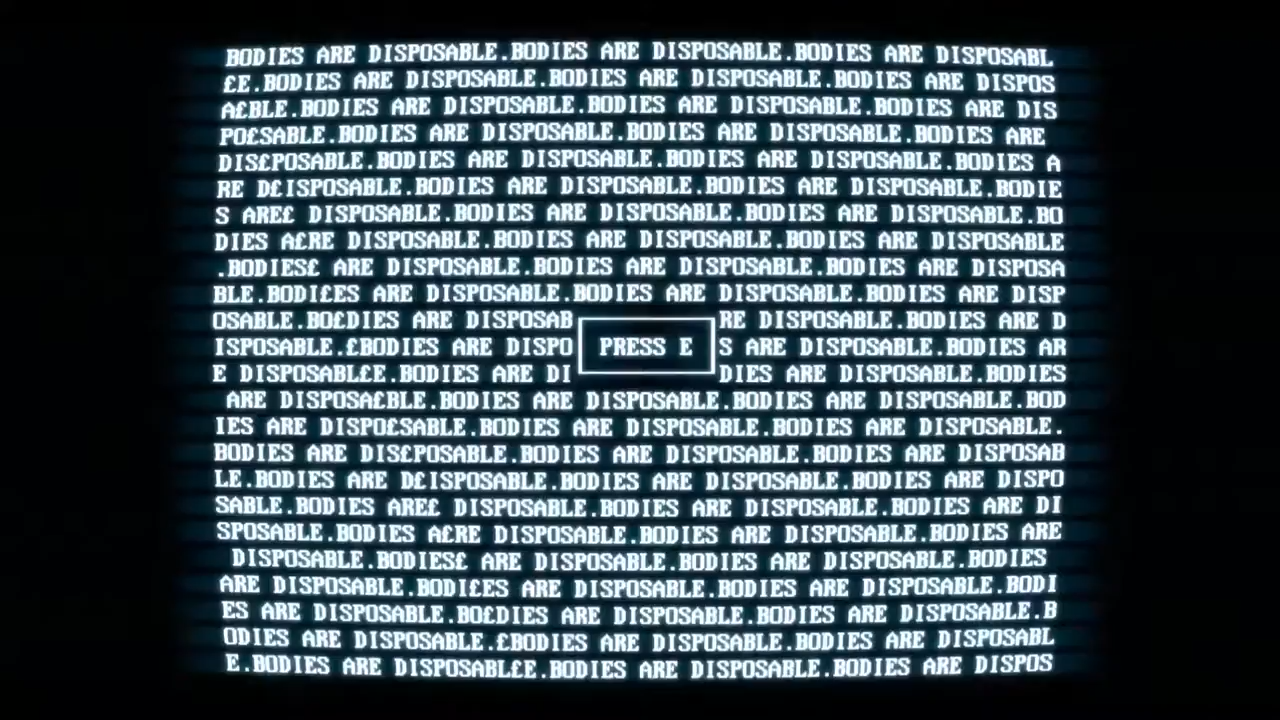 BODIES ARE DISPOSABLE.BODIES ARE DISPOSABLE.BODIES ARE DISPOSABL
£E.BODIES ARE DISPOSABLE.BODIES ARE DISPOSABLE.BODIES ARE DISPOS
A£BLE.BODIES ARE DISPOSABLE.BODIES ARE DISPOSABLE.BODIES ARE DIS
PO£SABLE.BODIES ARE DISPOSABLE.BODIES ARE DISPOSABLE.BODIES ARE
DIS£POSABLE.BODIES ARE DISPOSABLE.BODIES ARE DISPOSABLE.BODIES A
RE D£ISPOSABLE.BODIES ARE DISPOSABLE.BODIES ARE DISPOSABLE.BODIE
S ARE£ DISPOSABLE.BODIES ARE DISPOSABLE.BODIES ARE DISPOSABLE.BO
DIES A£RE DISPOSABLE.BODIES ARE DISPOSABLE.BODIES ARE DISPOSABLE
.BODIES£ ARE DISPOSABLE.BODIES ARE DISPOSABLE.BODIES ARE DISPOSA
BLE.BODI£ES ARE DISPOSABLE.BODIES ARE DISPOSABLE.BODIES ARE DISP
OSABLE.BO£DIES ARE DISPOSAB RE DISPOSABLE.BODIES ARE D
ISPOSABLE.£BODIES ARE DISPO PRESS E S ARE DISPOSABLE.BODIES AR
E DISPOSABL£E.BODIES ARE DI DIES ARE DISPOSABLE.BODIES
ARE DISPOSA£BLE.BODIES ARE DISPOSABLE.BODIES ARE DISPOSABLE.BOD
IES ARE DISPO£SABLE.BODIES ARE DISPOSABLE.BODIES ARE DISPOSABLE.
BODIES ARE DIS£POSABLE.BODIES ARE DISPOSABLE.BODIES ARE DISPOSAB
LE.BODIES ARE D£ISPOSABLE.BODIES ARE DISPOSABLE.BODIES ARE DISPO
SABLE.BODIES ARE£ DISPOSABLE.BODIES ARE DISPOSABLE.BODIES ARE DI
SPOSABLE.BODIES A£RE DISPOSABLE.BODIES ARE DISPOSABLE.BODIES ARE
DISPOSABLE.BODIES£ ARE DISPOSABLE.BODIES ARE DISPOSABLE.BODIES
ARE DISPOSABLE.BODI£ES ARE DISPOSABLE.BODIES ARE DISPOSABLE.BODI
ES ARE DISPOSABLE.BO£DIES ARE DISPOSABLE.BODIES ARE DISPOSABLE.B
ODIES ARE DISPOSABLE.£BODIES ARE DISPOSABLE.BODIES ARE DISPOSABL
E.BODIES ARE DISPOSABL£E.BODIES ARE DISPOSABLE.BODIES ARE DISPOS